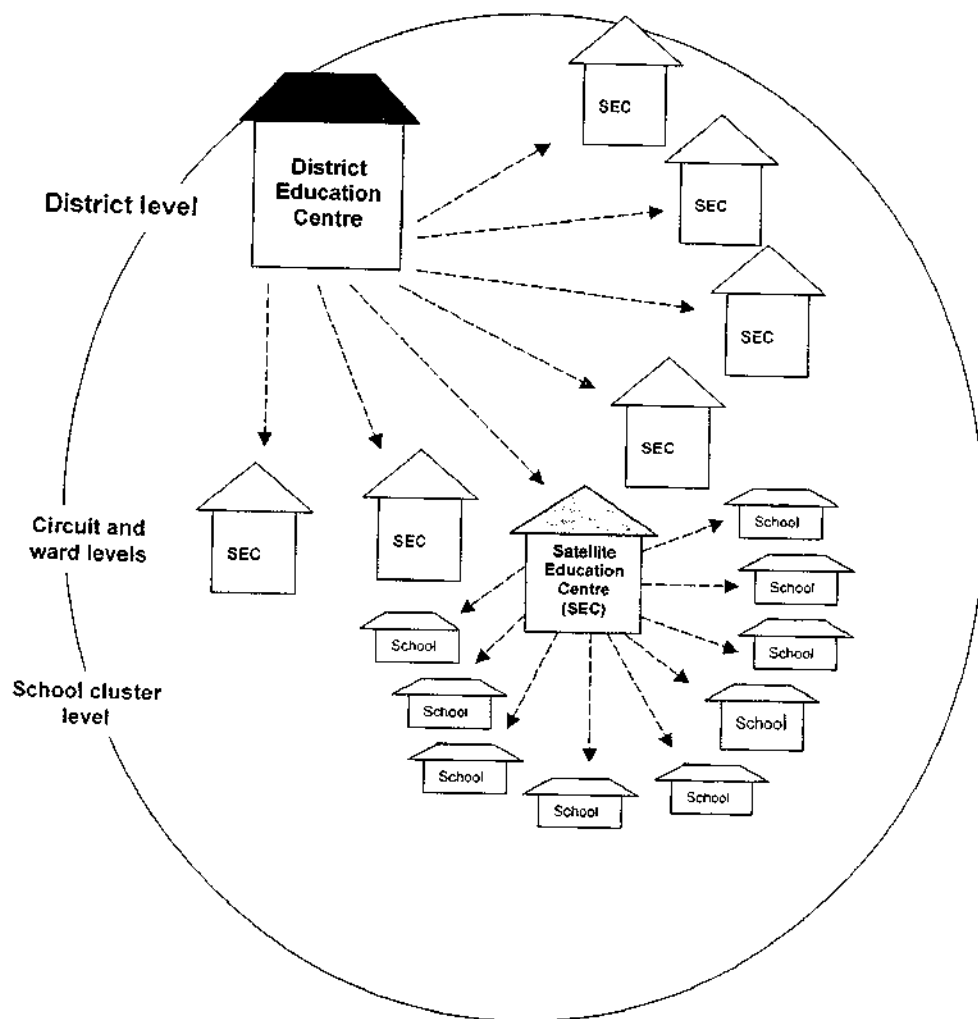 SEC
District
Education
Centre
District level
SEC
SEC
SEC
SEC
SEC
Circuit and
ward levels
Satellite
Education
Centre
(SEC)
School
School
School
School
School cluster
level
School
School
School
School
School